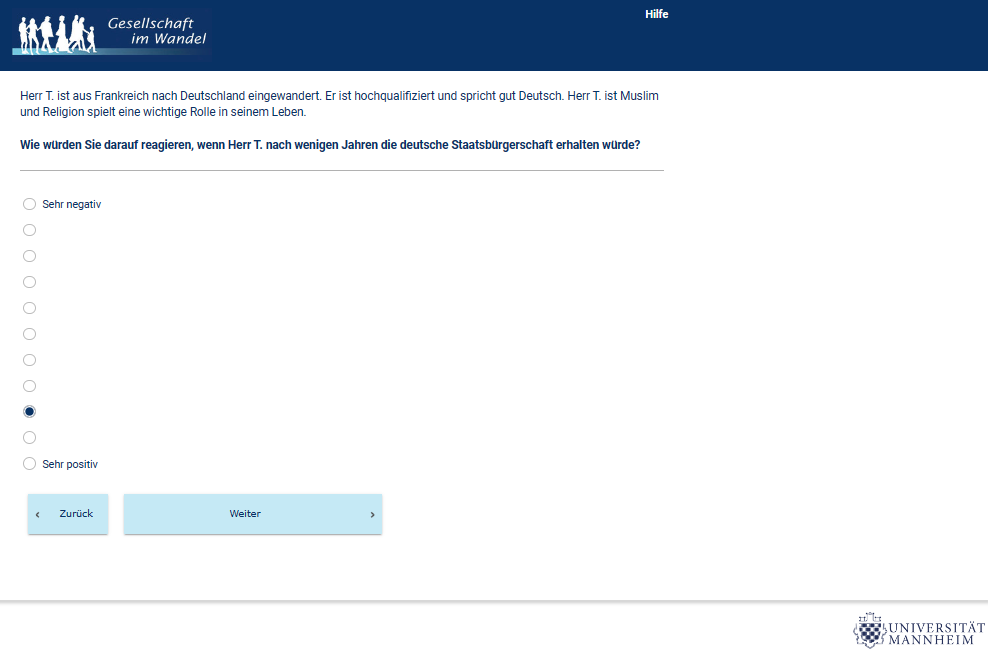 Gesellschaft
im Wandel
Hilfe
Herr T. ist aus Frankreich nach Deutschland eingewandert. Er ist hochqualifiziert und spricht gut Deutsch. Herr T. ist Muslim
und Religion spielt eine wichtige Rolle in seinem Leben.
Wie würden Sie darauf reagieren, wenn Herr T. nach wenigen Jahren die deutsche Staatsbürgerschaft erhalten würde?
Sehr negativ
Sehr positiv
‹ Zurück
Weiter ›
UNIVERSITÄT
MANNHEIM